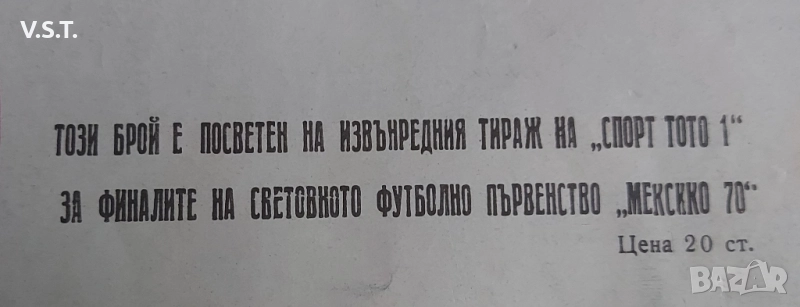 V.S.T.
ТОЗИ БРОЙ Е ПОСВЕТЕН НА ИЗВЪНРЕДНИЯ ТИРАЖ НА „СПОРТ ТОТО 1“
ЗА ФИНАЛИТЕ НА СВЕТОВНОТО ФУТБОЛНО ПЪРВЕНСТВО „МЕКСИКО 70“
Цена 20 ст.
BAZAR